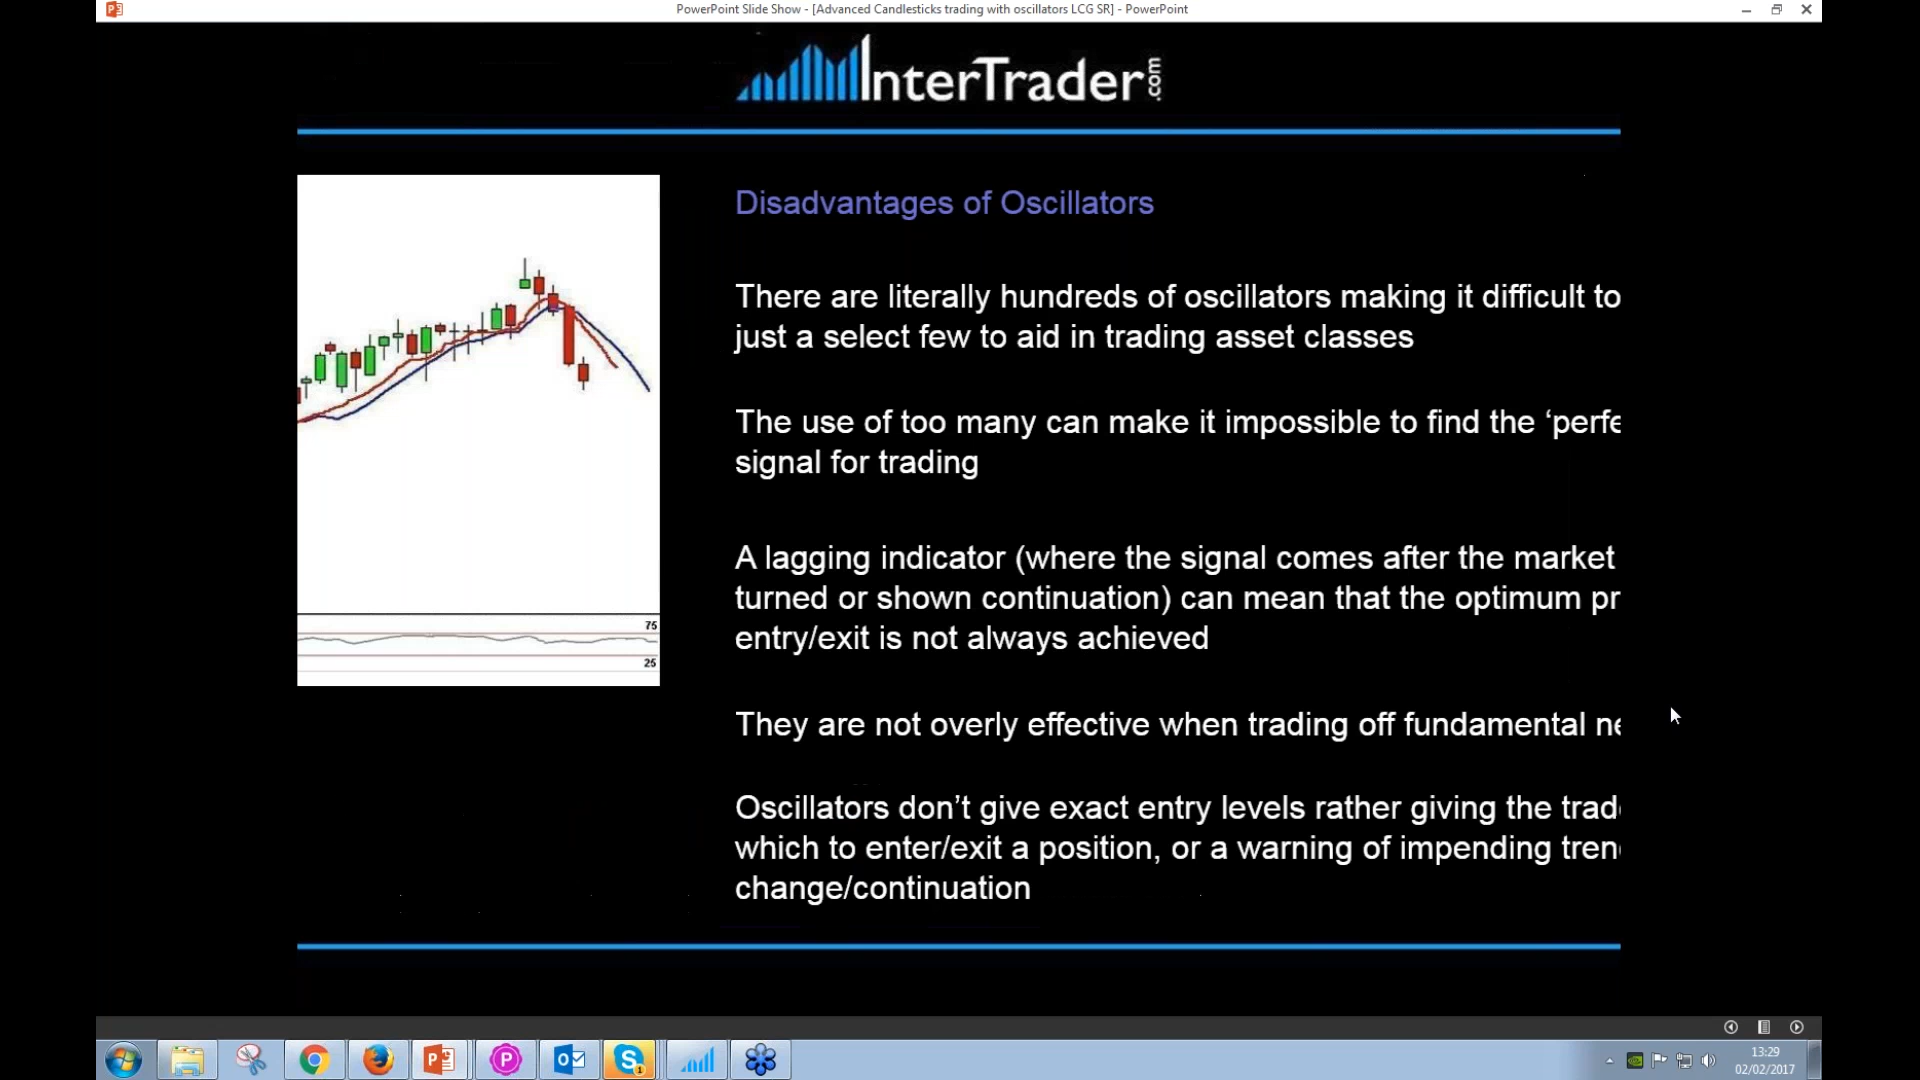 PowerPoint Slide Show - [Advanced Candlesticks trading with oscillators LCG SR] - PowerPoint
InterTrader.com
Disadvantages of Oscillators
There are literally hundreds of oscillators making it difficult to
just a select few to aid in trading asset classes
The use of too many can make it impossible to find the ‘perfe
signal for trading
A lagging indicator (where the signal comes after the market
turned or shown continuation) can mean that the optimum pr
entry/exit is not always achieved
They are not overly effective when trading off fundamental ne
Oscillators don’t give exact entry levels rather giving the trad
which to enter/exit a position, or a warning of impending tren
change/continuation
75
25
13:29
02/02/2017